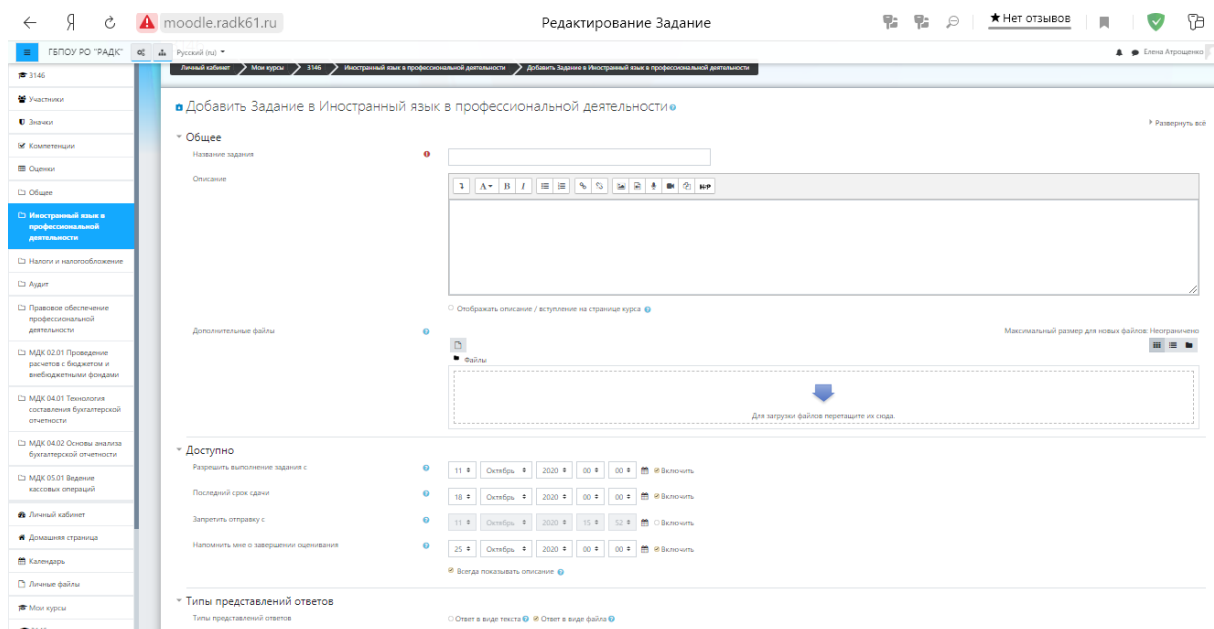 moodle.radk61.ru Редактирование Задание Нет отзывов
ГБПОУ РО "РАДК" Русский (ru) Елена Атрощенко
Личный кабинет Мои курсы 3146 Иностранный язык в профессиональной деятельности Добавить Задание в Иностранный язык в профессиональной деятельности
3146
Участники
Значки
Компетенции
Оценки
Общее
Иностранный язык в
профессиональной
деятельности
Налоги и налогообложение
Аудит
Правовое обеспечение
профессиональной
деятельности
МДК 02.01 Проведение
расчетов с бюджетом и
внебюджетными фондами
МДК 04.01 Технология
составления бухгалтерской
отчетности
МДК 04.02 Основы анализа
бухгалтерской отчетности
МДК 05.01 Ведение
кассовых операций
Личный кабинет
Домашняя страница
Календарь
Личные файлы
Мои курсы
Добавить Задание в Иностранный язык в профессиональной деятельности
Развернуть всё
Общее
Название задания
Описание
A B I H-P
Отображать описание / вступление на странице курса
Дополнительные файлы
Максимальный размер для новых файлов: Неограничено
Файлы
Для загрузки файлов перетащите их сюда.
Доступно
Разрешить выполнение задания с 11 Октябрь 2020 00 00 Включить
Последний срок сдачи 18 Октябрь 2020 00 00 Включить
Запретить отправку с 11 Октябрь 2020 15 52 Включить
Напомнить мне о завершении оценивания 25 Октябрь 2020 00 00 Включить
Всегда показывать описание
Типы представлений ответов
Типы представлений ответов Ответ в виде текста Ответ в виде файла